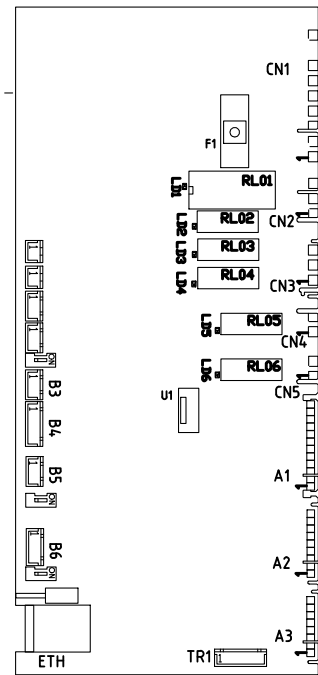 CN1
F1
RL01
LD1
RL02
LD2
CN2
RL03
LD3
RL04
LD4
CN3
RL05
LD5
CN4
ON
RL06
LD6
B3
CN5
U1
B4
B5
A1
ON
B6
A2
ON
A3
ETH
TR1